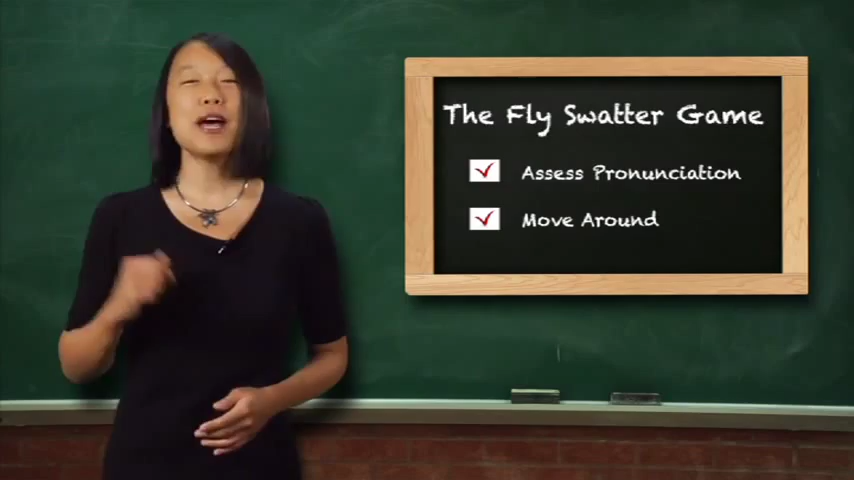 The Fly Swatter Game
Assess Pronunciation
Move Around